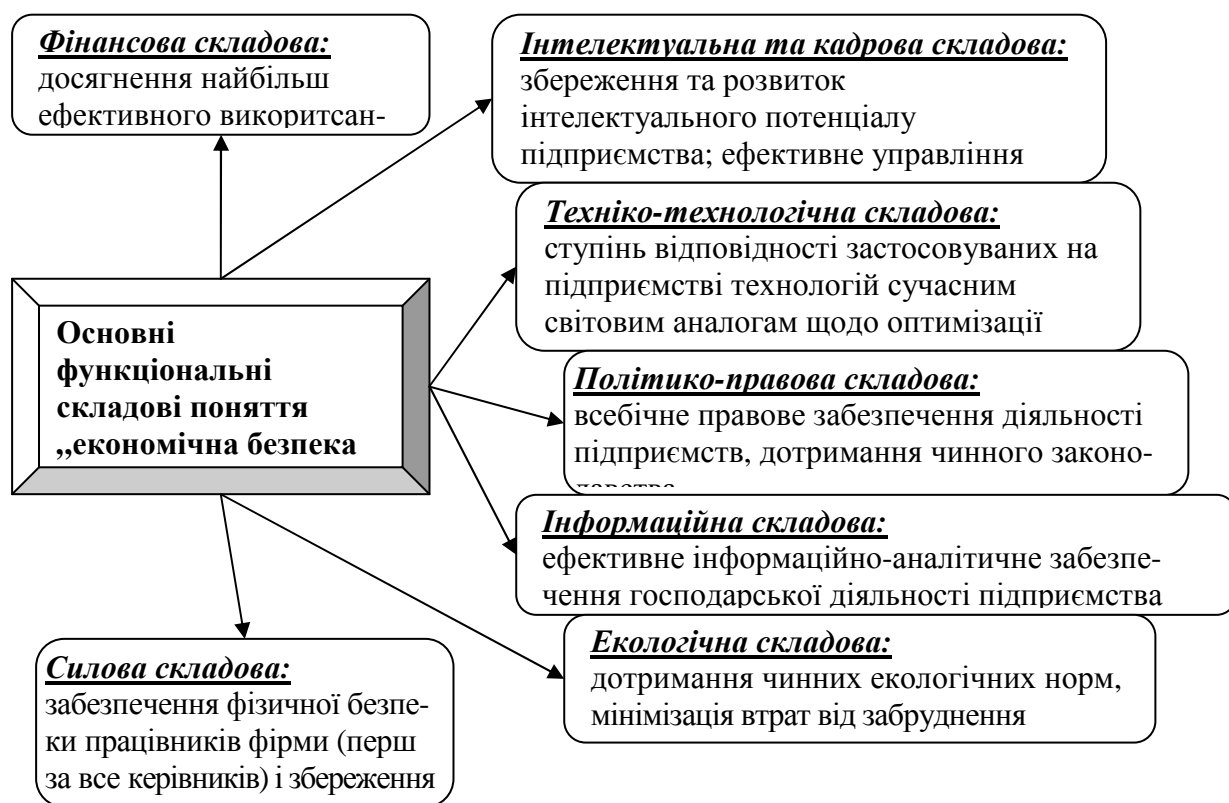 Фінансова складова:
досягнення найбільш
ефективного використсан-
Інтелектуальна та кадрова складова:
збереження та розвиток
інтелектуального потенціалу
підприємства; ефективне управління
Техніко-технологічна складова:
ступінь відповідності застосовуваних на
підприємстві технологій сучасним
світовим аналогам щодо оптимізації
Основні
функціональні
складові поняття
„економічна безпека
Політико-правова складова:
всебічне правове забезпечення діяльності
підприємств, дотримання чинного законо-
давства
Інформаційна складова:
ефективне інформаційно-аналітичне забезпе-
чення господарської діяльності підприємства
Екологічна складова:
дотримання чинних екологічних норм,
мінімізація втрат від забруднення
Силова складова:
забезпечення фізичної безпе-
ки працівників фірми (перш
за все керівників) і збереження